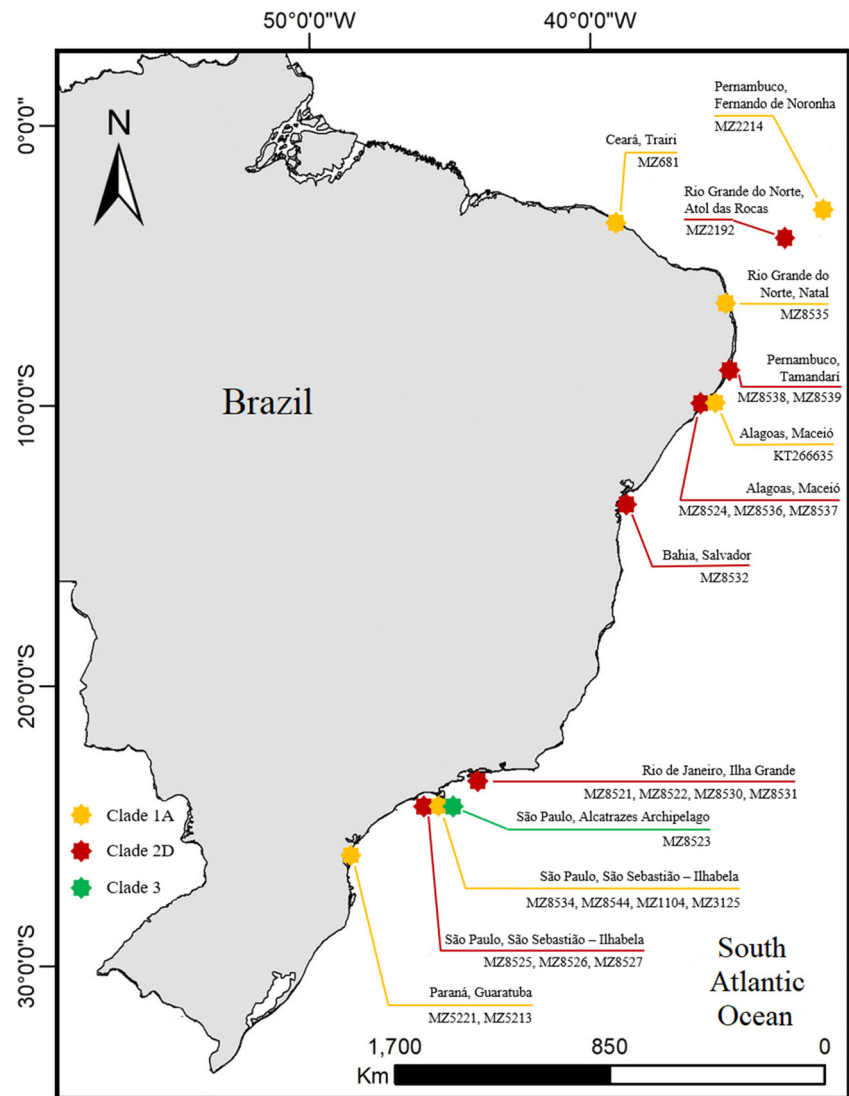 50°0'0"W
40°0'0"W
0°0'0"
10°0'0"S
20°0'0"S
30°0'0"S
N
Pernambuco,
Fernando de Noronha
MZ2214
Ceará, Trairi
MZ681
Rio Grande do Norte,
Atol das Rocas
MZ2192
Rio Grande do
Norte, Natal
MZ8535
Pernambuco,
Tamandarí
MZ8538, MZ8539
Brazil
Alagoas, Maceió
KT266635
Alagoas, Maceió
MZ8524, MZ8536, MZ8537
Bahia, Salvador
MZ8532
Rio de Janeiro, Ilha Grande
MZ8521, MZ8522, MZ8530, MZ8531
São Paulo, Alcatrazes Archipelago
MZ8523
São Paulo, São Sebastião – Ilhabela
MZ8534, MZ8544, MZ1104, MZ3125
São Paulo, São Sebastião – Ilhabela
MZ8525, MZ8526, MZ8527
Paraná, Guaratuba
MZ5221, MZ5213
Clade 1A
Clade 2D
Clade 3
South
Atlantic
Ocean
1,700
850
0
Km